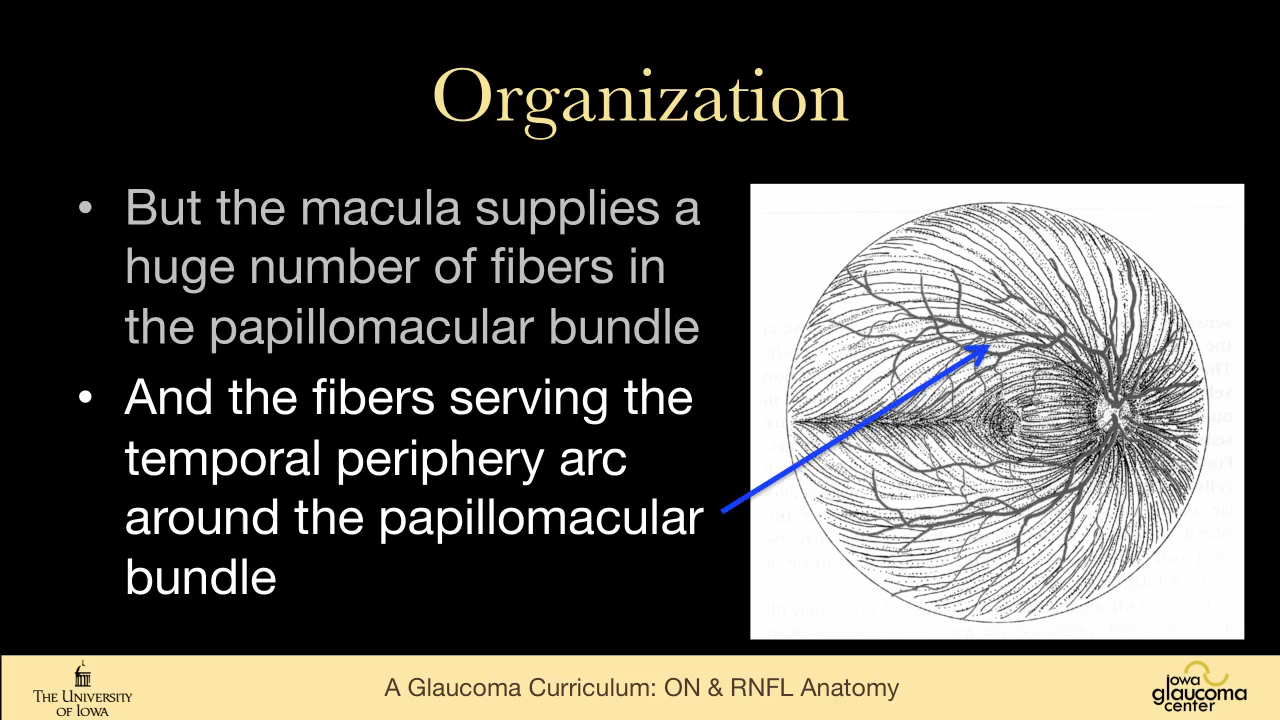 Organization
• But the macula supplies a
huge number of fibers in
the papillomacular bundle
• And the fibers serving the
temporal periphery arc
around the papillomacular
bundle
THE UNIVERSITY
OF IOWA
A Glaucoma Curriculum: ON & RNFL Anatomy
Iowa
glaucoma
center